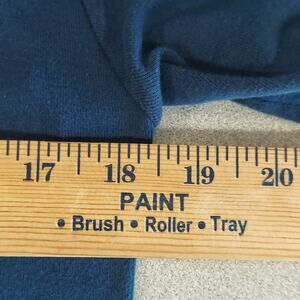 17 18 19 20
PAINT
• Brush • Roller • Tray